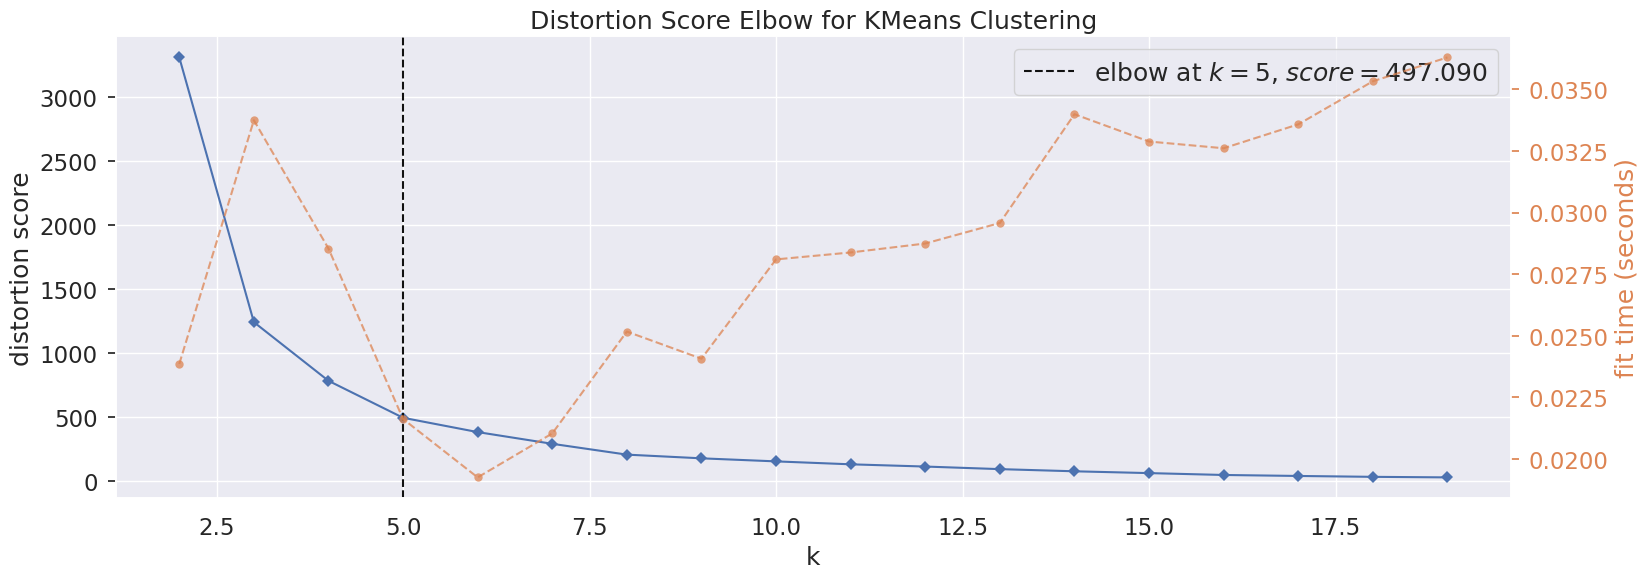 Distortion Score Elbow for KMeans Clustering
elbow at k = 5, score = 497.090
distortion score
3000
2500
2000
1500
1000
500
0
0.0350
0.0325
0.0300
0.0275
0.0250
0.0225
0.0200
fit time (seconds)
2.5 5.0 7.5 10.0 12.5 15.0 17.5
k